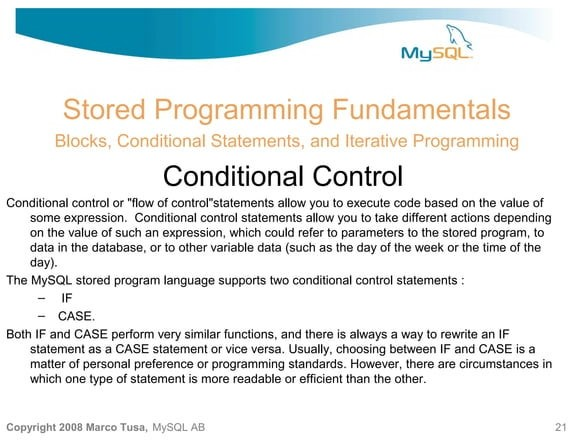 MySQL
Stored Programming Fundamentals
Blocks, Conditional Statements, and Iterative Programming
Conditional Control
Conditional control or "flow of control"statements allow you to execute code based on the value of
some expression.  Conditional control statements allow you to take different actions depending
on the value of such an expression, which could refer to parameters to the stored program, to
data in the database, or to other variable data (such as the day of the week or the time of the
day).
The MySQL stored program language supports two conditional control statements :
– IF
– CASE.
Both IF and CASE perform very similar functions, and there is always a way to rewrite an IF
statement as a CASE statement or vice versa. Usually, choosing between IF and CASE is a
matter of personal preference or programming standards. However, there are circumstances in
which one type of statement is more readable or efficient than the other.
Copyright 2008 Marco Tusa, MySQL AB 21